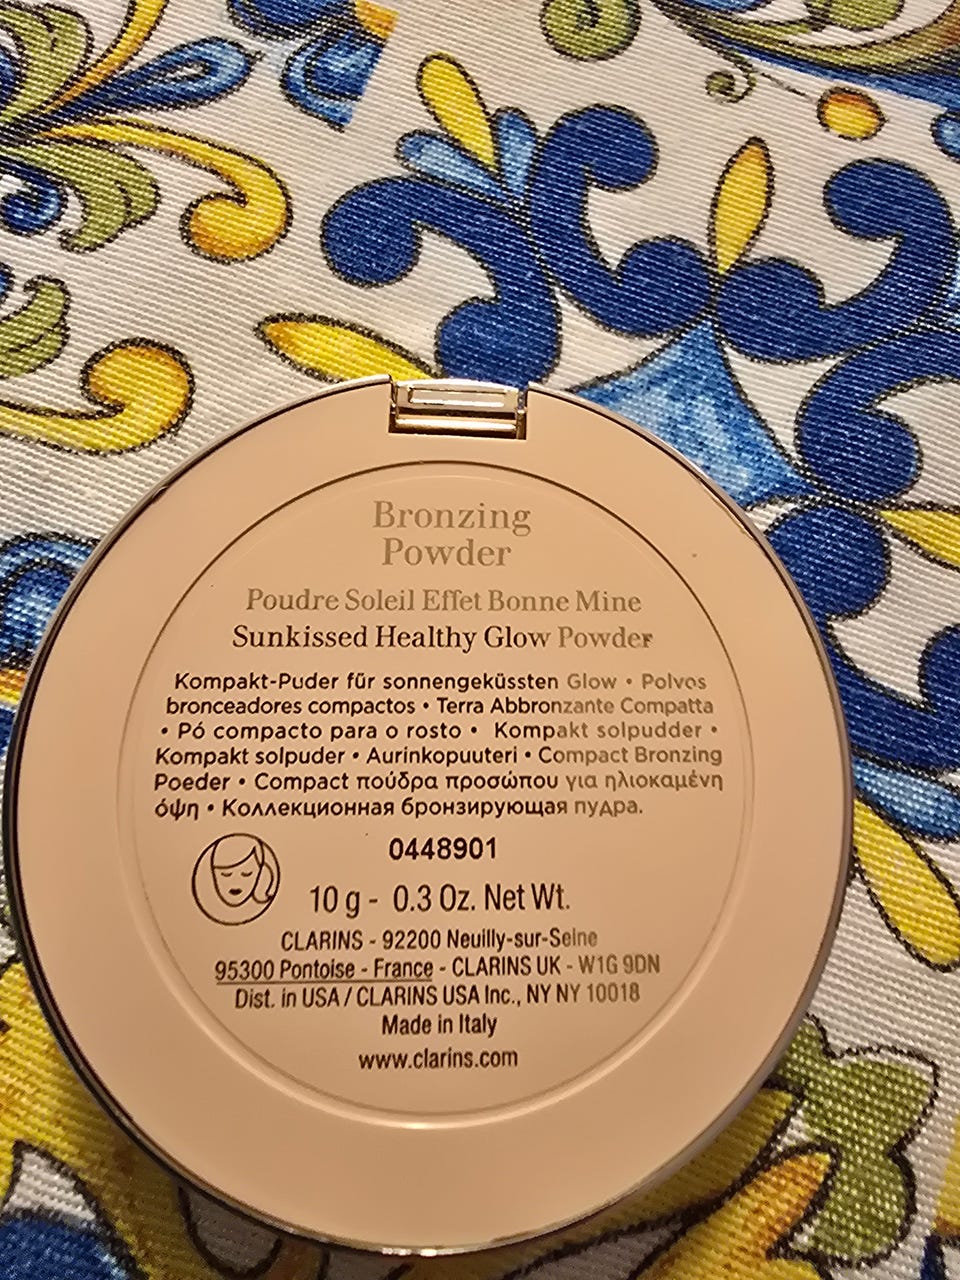 Bronzing
Powder
Poudre Soleil Effet Bonne Mine
Sunkissed Healthy Glow Powder
Kompakt-Puder für sonnengeküssten Glow • Polvos
bronceadores compactos • Terra Abbronzante Compatta
• Pó compacto para o rosto • Kompakt solpudder •
Kompakt solpuder • Aurinkopuuteri • Compact Bronzing
Poeder • Compact πούδρα προσώπου για ηλιοκαμένη
όψη • Коллекционная бронзирующая пудра.
0448901
10 g - 0.3 Oz. Net Wt.
CLARINS - 92200 Neuilly-sur-Seine
95300 Pontoise - France - CLARINS UK - W1G 9DN
Dist. in USA / CLARINS USA Inc., NY NY 10018
Made in Italy
www.clarins.com